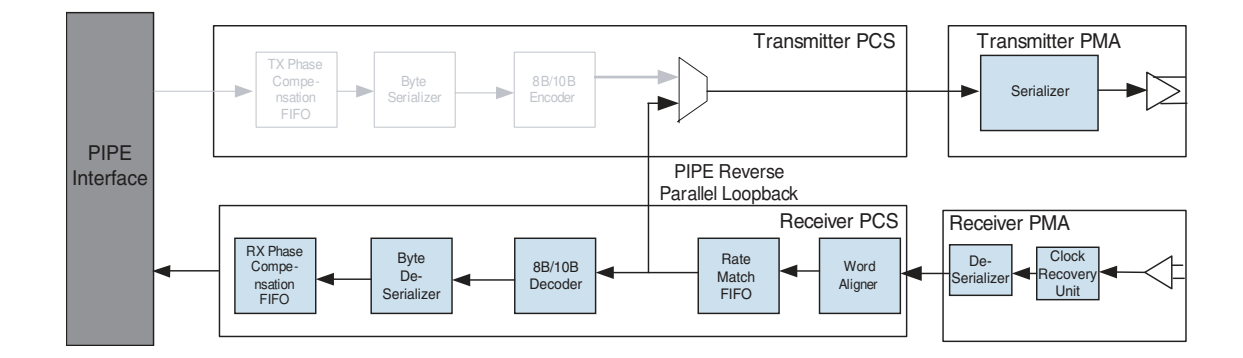 PIPE
Interface
Transmitter PCS
TX Phase
Compe-
nsation
FIFO
Byte
Serializer
8B/10B
Encoder
Transmitter PMA
Serializer
PIPE Reverse
Parallel Loopback
Receiver PCS
RX Phase
Compe-
nsation
FIFO
Byte
De-
Serializer
8B/10B
Decoder
Rate
Match
FIFO
Word
Aligner
Receiver PMA
De-
Serializer
Clock
Recovery
Unit